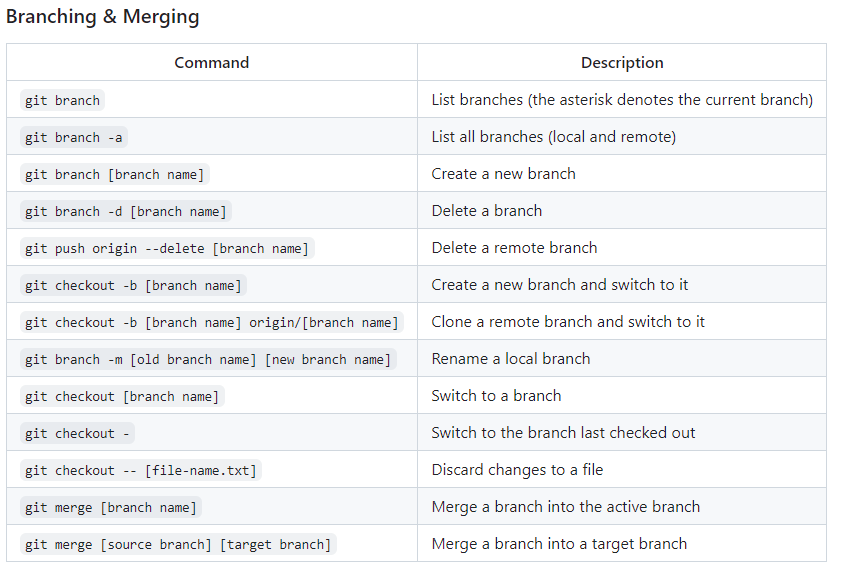 Branching & Merging
Command Description
git branch List branches (the asterisk denotes the current branch)
git branch -a List all branches (local and remote)
git branch [branch name] Create a new branch
git branch -d [branch name] Delete a branch
git push origin --delete [branch name] Delete a remote branch
git checkout -b [branch name] Create a new branch and switch to it
git checkout -b [branch name] origin/[branch name] Clone a remote branch and switch to it
git branch -m [old branch name] [new branch name] Rename a local branch
git checkout [branch name] Switch to a branch
git checkout - Switch to the branch last checked out
git checkout -- [file-name.txt] Discard changes to a file
git merge [branch name] Merge a branch into the active branch
git merge [source branch] [target branch] Merge a branch into a target branch